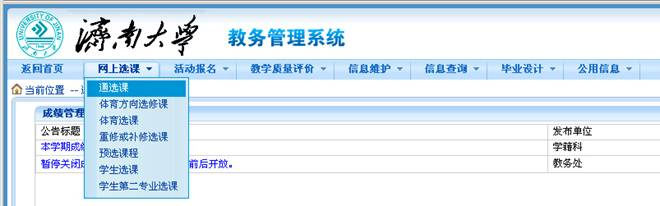 UNIVERSITY OF JINAN
济南大学 教务管理系统
返回首页 网上选课 活动报名 教学质量评价 信息维护 信息查询 毕业设计 公用信息
当前位置 --
通选课
体育方向选修课
体育选课
重修或补修选课
预选课程
学生选课
学生第二专业选课
成绩管理
公告标题 发布单位
本学期成 学籍科
暂停关闭 前后开放。 教务处